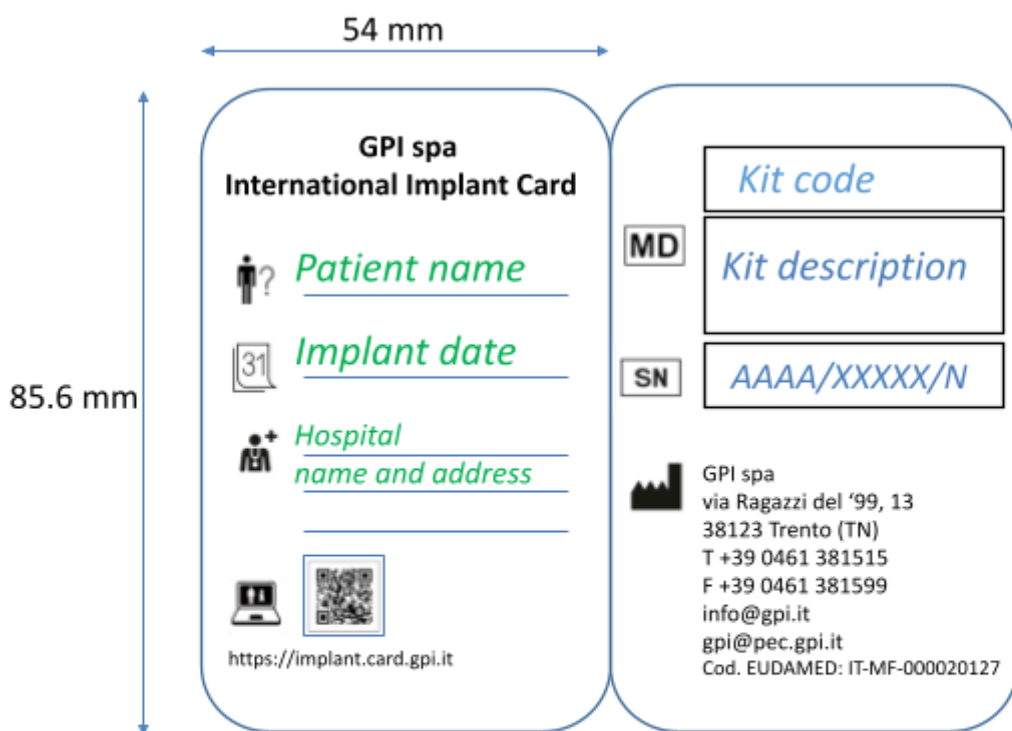 54 mm
85.6 mm
GPI spa
International Implant Card
? Patient name
31 Implant date
Hospital
name and address
https://implant.card.gpi.it
Kit code
MD
Kit description
SN AAAA/XXXXX/N
GPI spa
via Ragazzi del ‘99, 13
38123 Trento (TN)
T +39 0461 381515
F +39 0461 381599
info@gpi.it
gpi@pec.gpi.it
Cod. EUDAMED: IT-MF-000020127